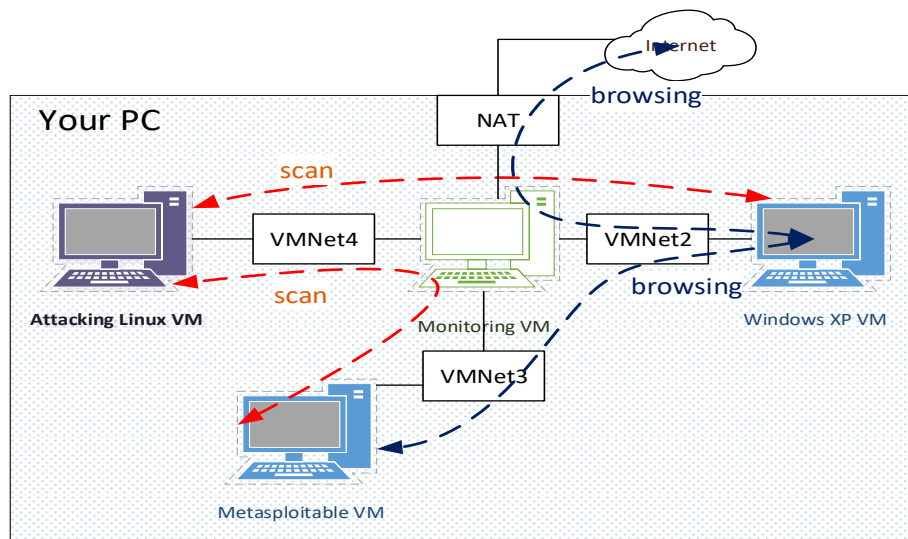 Internet
browsing
Your PC
NAT
scan
VMNet4
VMNet2
scan
browsing
Attacking Linux VM
Monitoring VM
Windows XP VM
VMNet3
Metasploitable VM